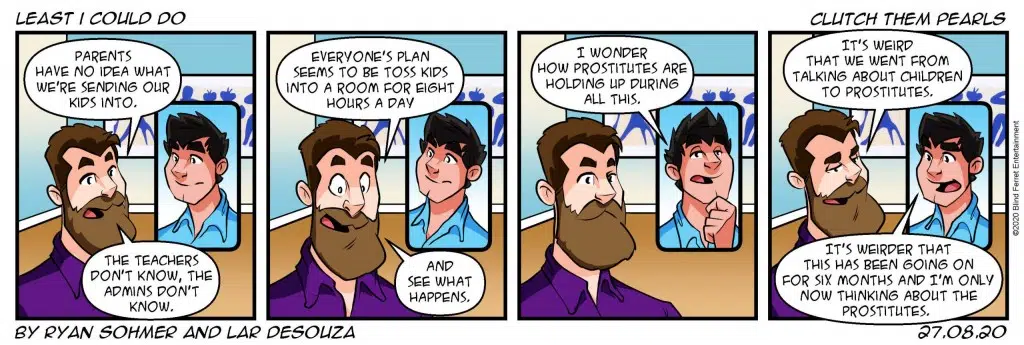 LEAST I COULD DO
CLUTCH THEM PEARLS
PARENTS
HAVE NO IDEA WHAT
WE'RE SENDING OUR
KIDS INTO.
THE TEACHERS
DON'T KNOW, THE
ADMINS DON'T
KNOW.
EVERYONE'S PLAN
SEEMS TO BE TOSS KIDS
INTO A ROOM FOR EIGHT
HOURS A DAY
AND
SEE WHAT
HAPPENS.
I WONDER
HOW PROSTITUTES ARE
HOLDING UP DURING
ALL THIS.
IT'S WEIRD
THAT WE WENT FROM
TALKING ABOUT CHILDREN
TO PROSTITUTES.
IT'S WEIRDER THAT
THIS HAS BEEN GOING ON
FOR SIX MONTHS AND I'M ONLY
NOW THINKING ABOUT THE
PROSTITUTES.
©2020 Blind Ferret Entertainment
BY RYAN SOHMER AND LAR DESOUZA
27.08.20